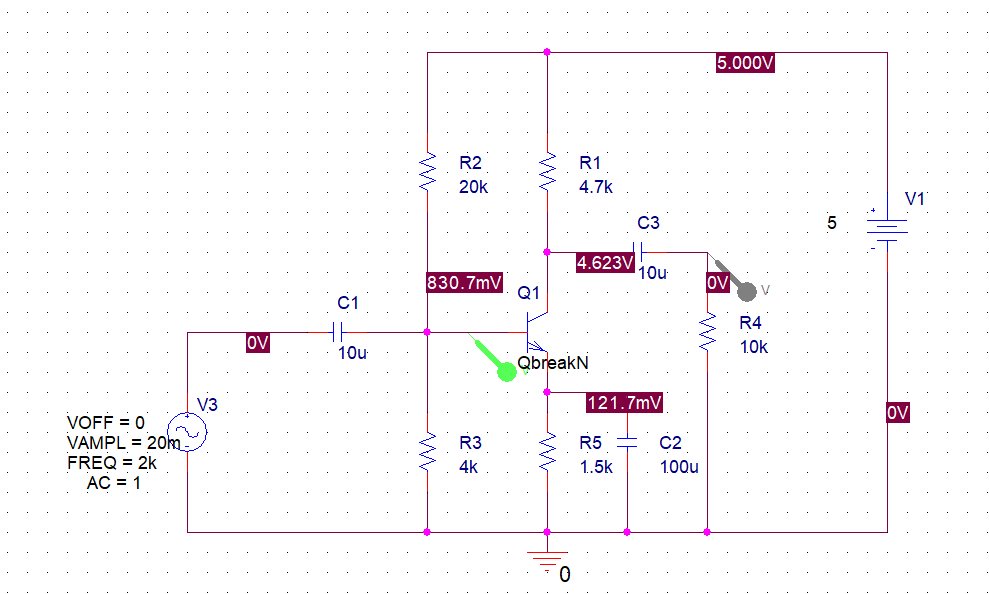 5.000V
R2
20k
R1
4.7k
V1
5
C3
4.623V
10u
830.7mV
0V
V
Q1
C1
R4
10k
0V
10u
QbreakN
V3
121.7mV
0V
VOFF = 0
VAMPL = 20m
FREQ = 2k
AC = 1
R3
4k
R5
1.5k
C2
100u
0